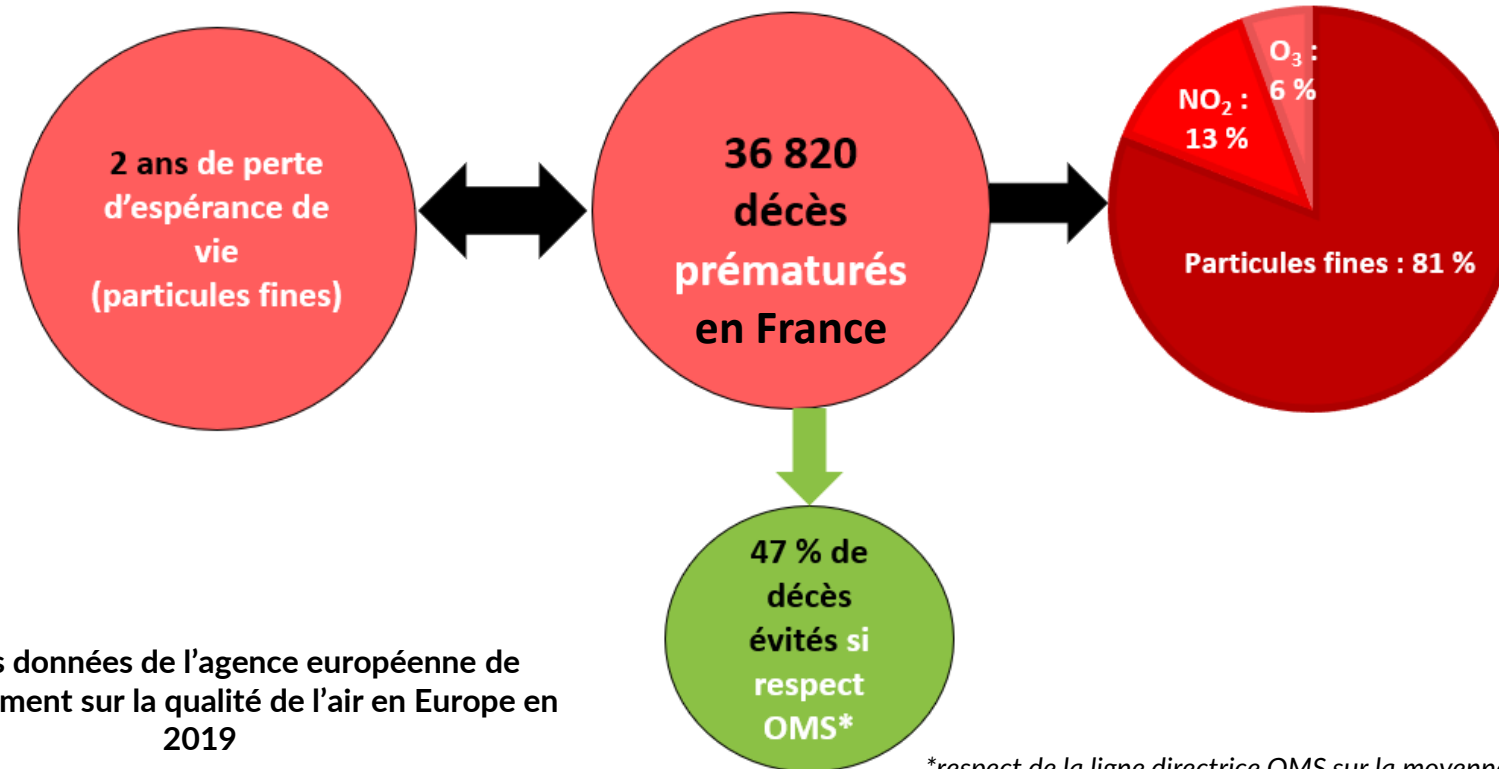 2 ans de perte
d’espérance de
vie
(particules fines)
36 820
décès
prématurés
en France
O₃ :
6 %
NO₂ :
13 %
Particules fines : 81 %
47 % de
décès
évités si
respect
OMS*
données de l’agence européenne de
sur la qualité de l’air en Europe en
2019
*respect de la ligne directrice OMS sur la moyenne